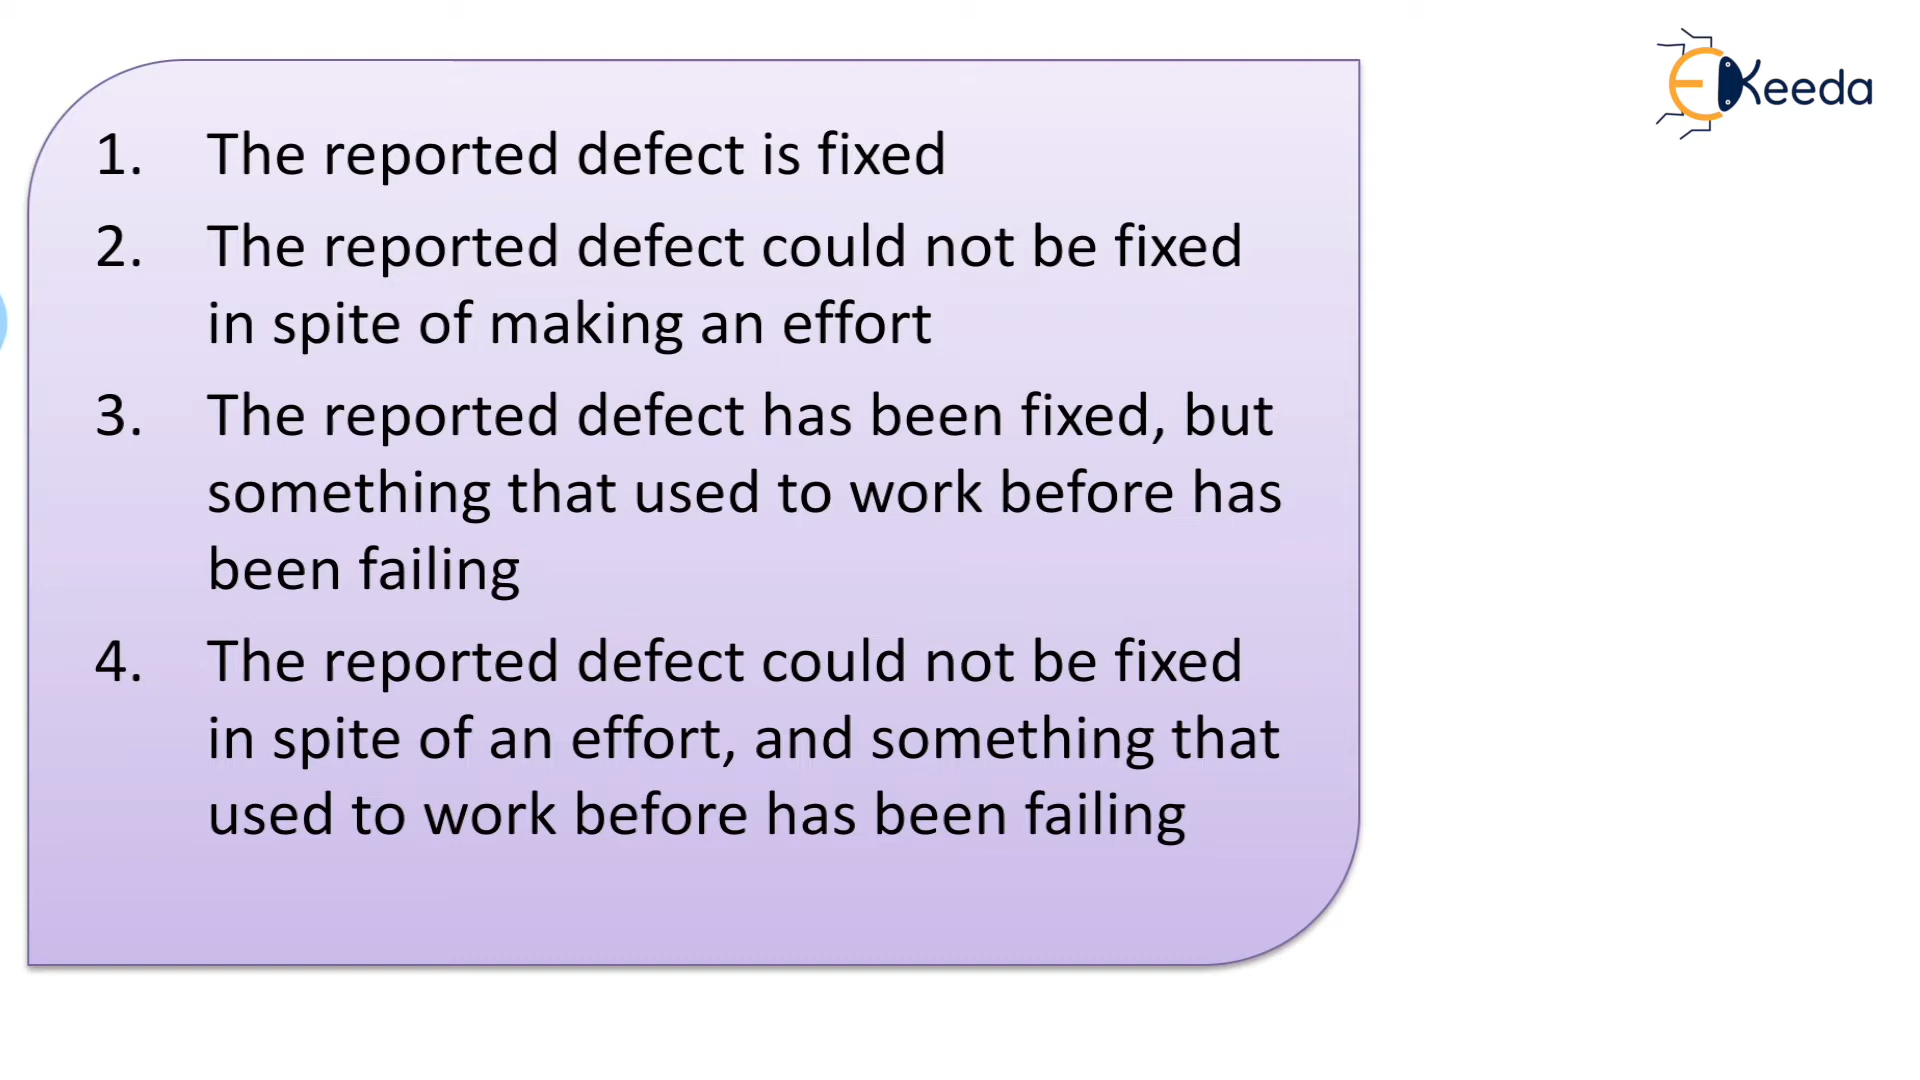 EKeeda
1. The reported defect is fixed
2. The reported defect could not be fixed
in spite of making an effort
3. The reported defect has been fixed, but
something that used to work before has
been failing
4. The reported defect could not be fixed
in spite of an effort, and something that
used to work before has been failing